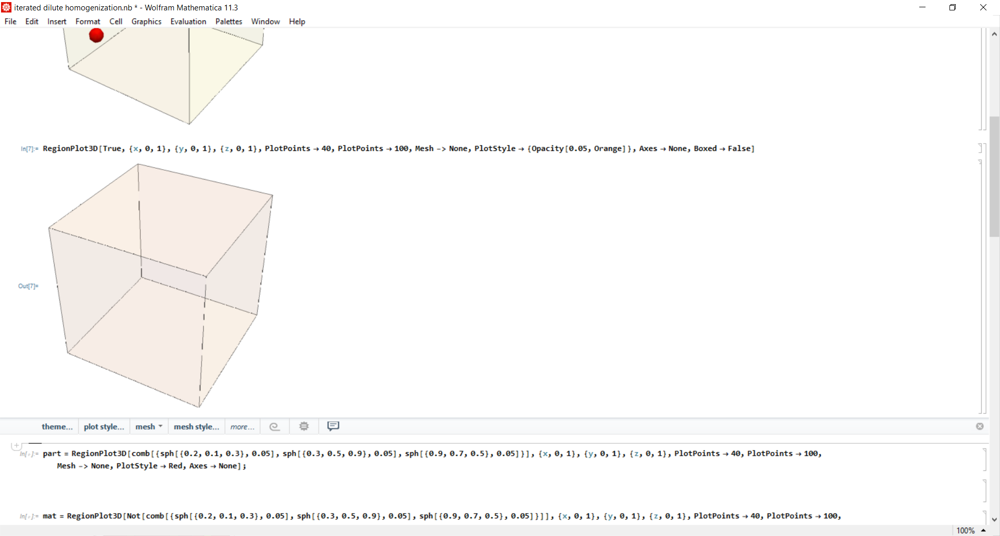 iterated dilute homogenization.nb * - Wolfram Mathematica 11.3
File Edit Insert Format Cell Graphics Evaluation Palettes Window Help
In[7]:= RegionPlot3D[True, {x, 0, 1}, {y, 0, 1}, {z, 0, 1}, PlotPoints → 40, PlotPoints → 100, Mesh -> None, PlotStyle → {Opacity[0.05, Orange]}, Axes → None, Boxed → False]
Out[7]=
theme... plot style... mesh mesh style... more...
In[ ]:= part = RegionPlot3D[comb[{sph[{0.2, 0.1, 0.3}, 0.05], sph[{0.3, 0.5, 0.9}, 0.05], sph[{0.9, 0.7, 0.5}, 0.05]}], {x, 0, 1}, {y, 0, 1}, {z, 0, 1}, PlotPoints → 40, PlotPoints → 100,
Mesh -> None, PlotStyle → Red, Axes → None];
In[ ]:= mat = RegionPlot3D[Not[comb[{sph[{0.2, 0.1, 0.3}, 0.05], sph[{0.3, 0.5, 0.9}, 0.05], sph[{0.9, 0.7, 0.5}, 0.05]}]], {x, 0, 1}, {y, 0, 1}, {z, 0, 1}, PlotPoints → 40, PlotPoints → 100,
100%